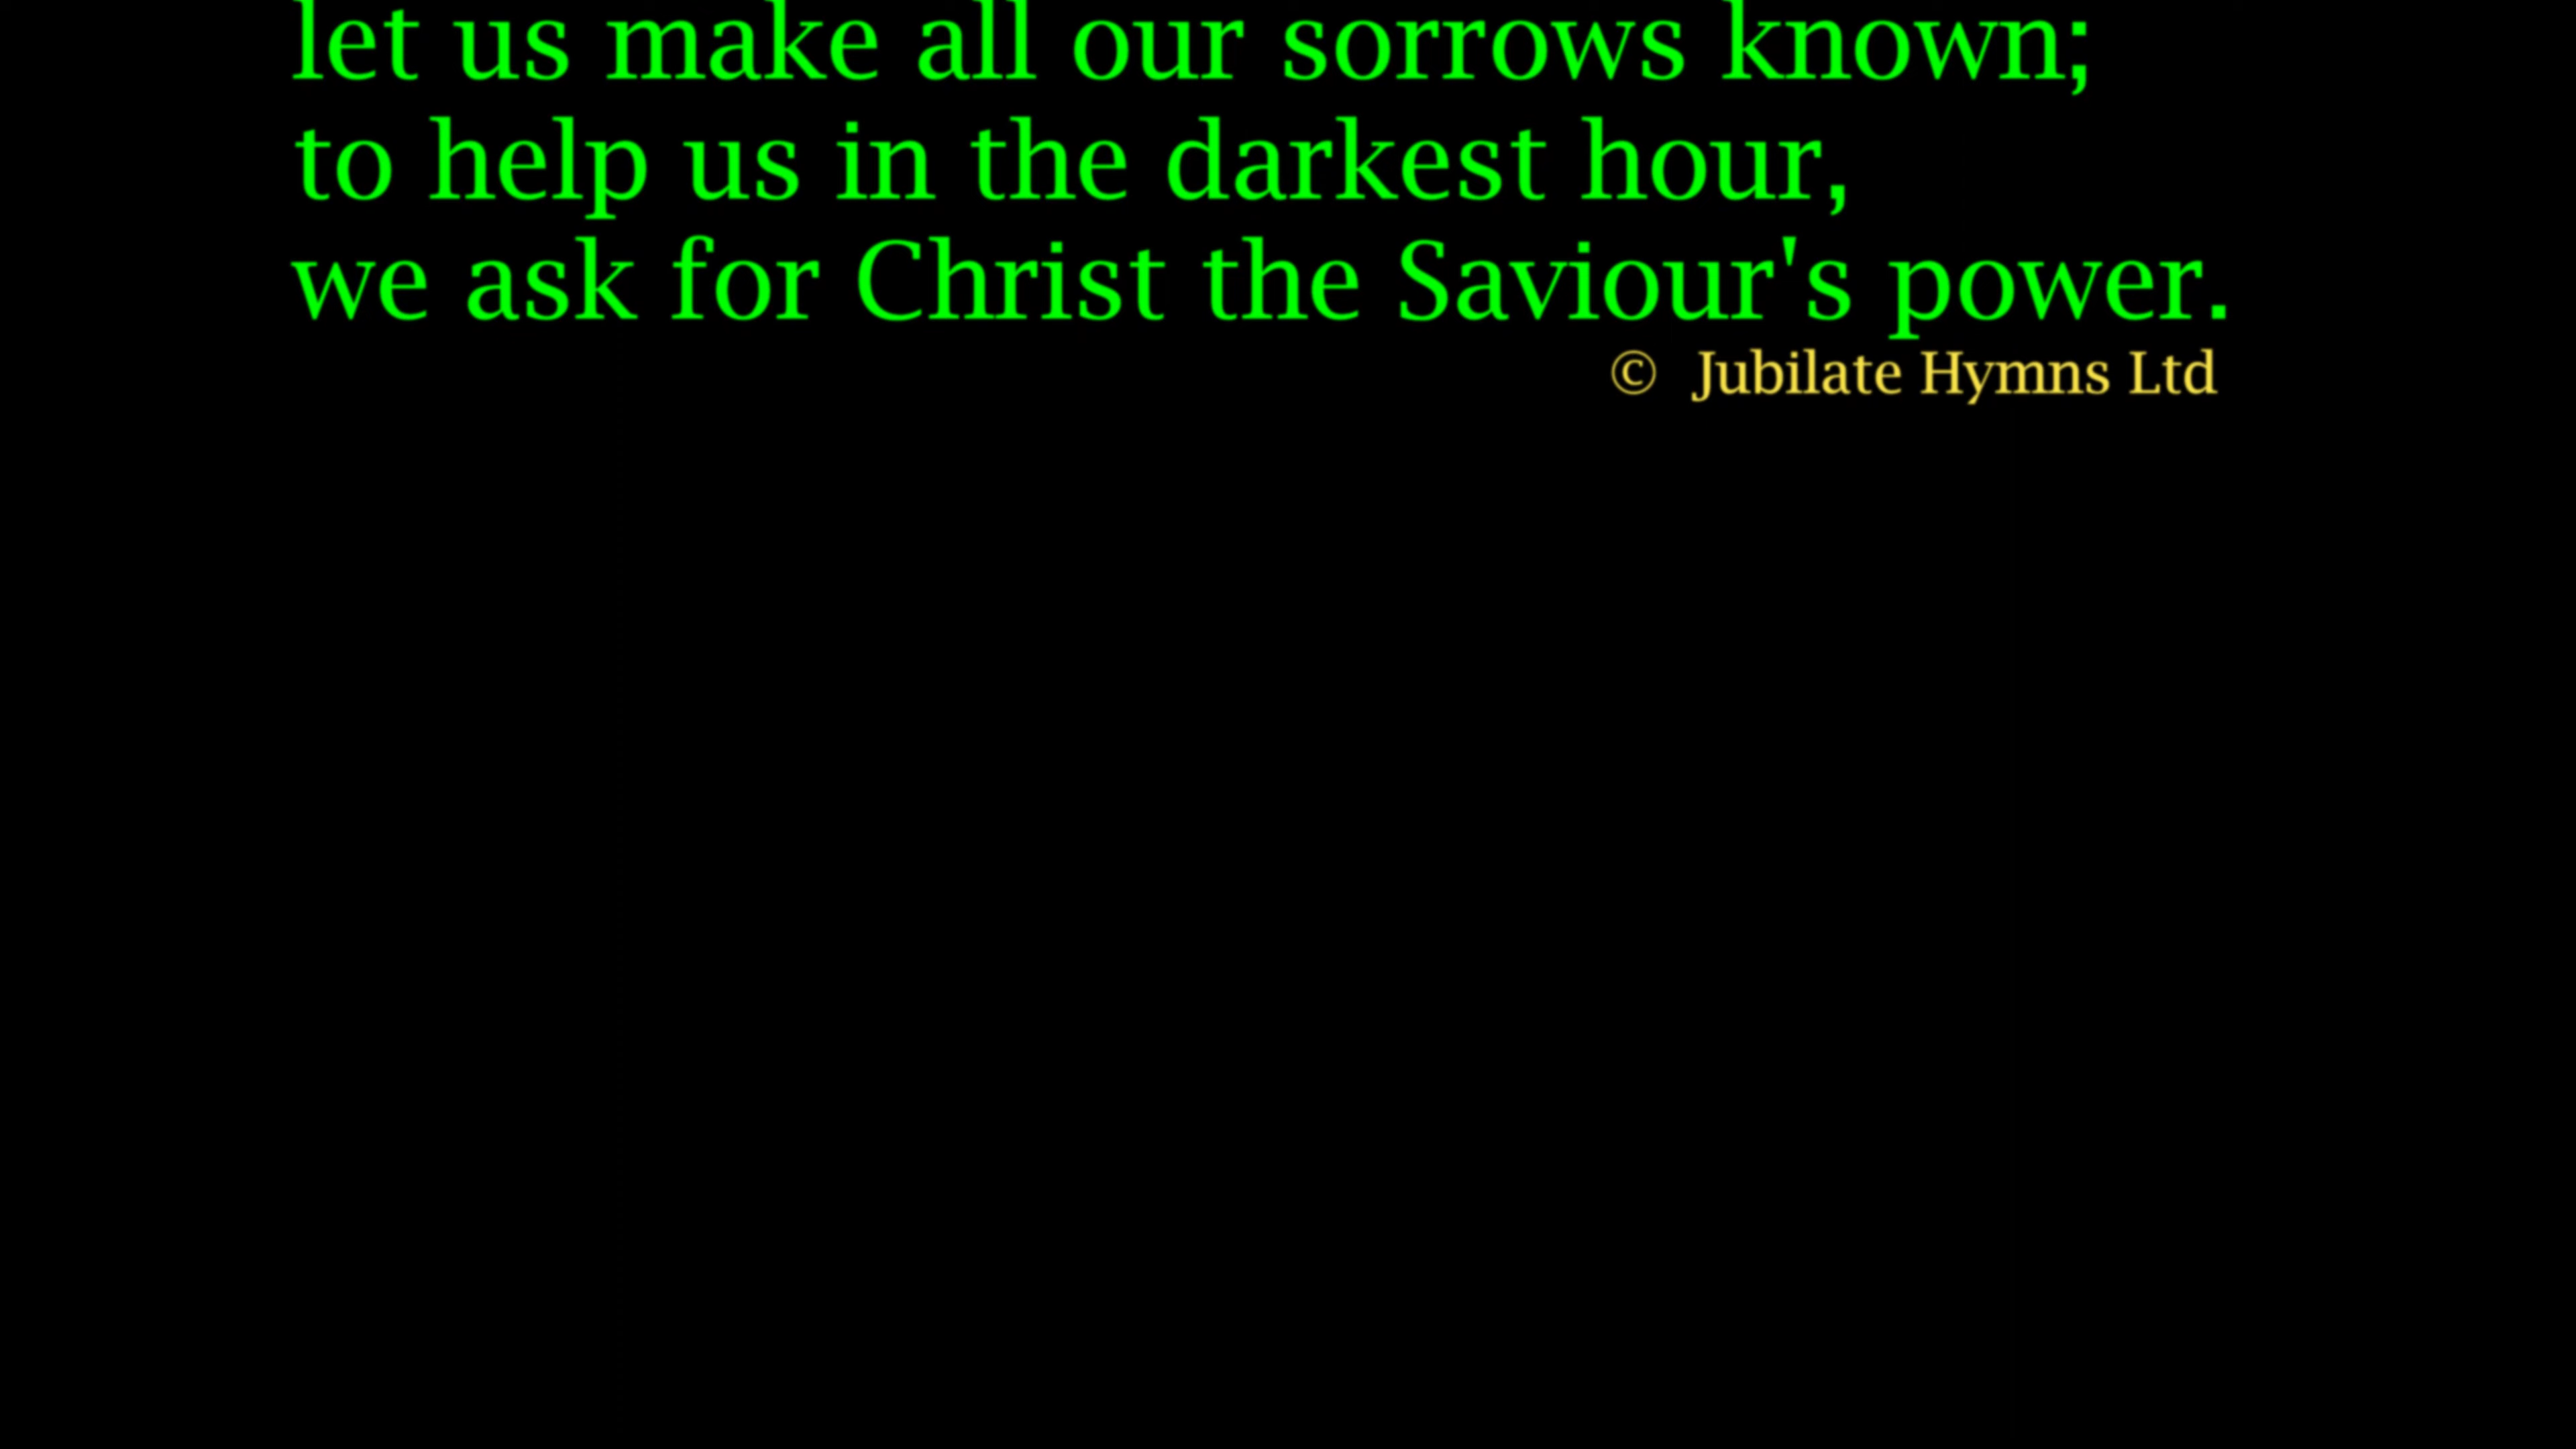 let us make all our sorrows known;
to help us in the darkest hour,
we ask for Christ the Saviour's power.
© Jubilate Hymns Ltd